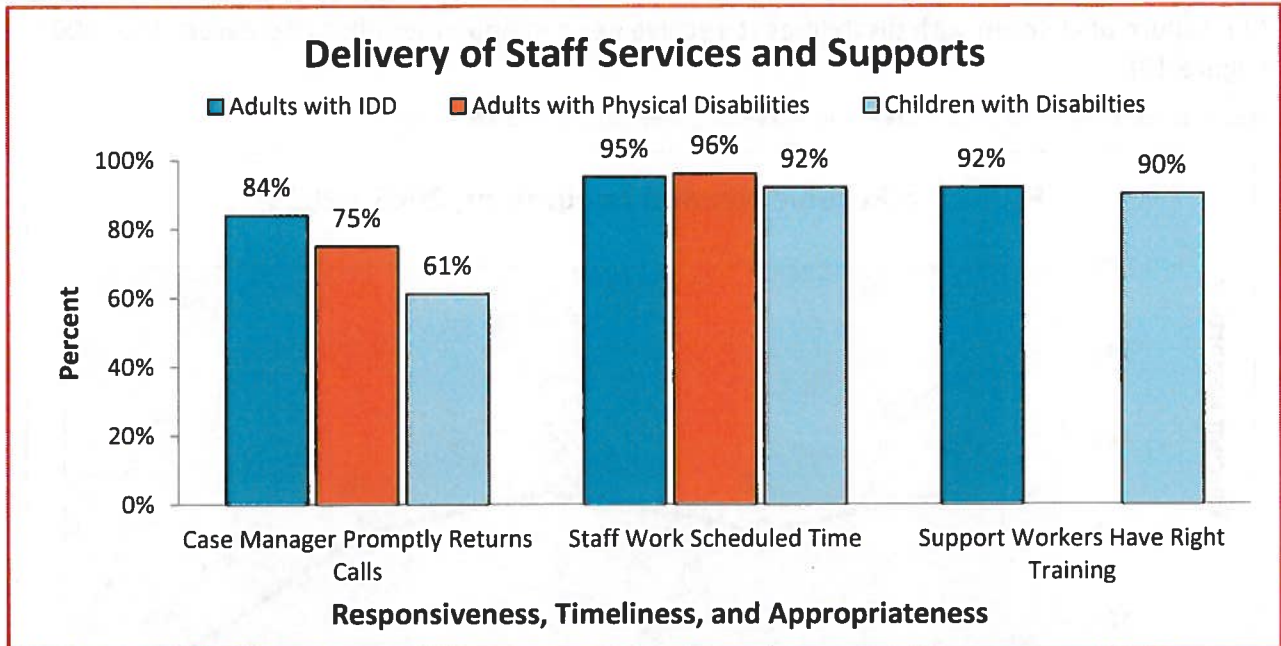 Delivery of Staff Services and Supports
Adults with IDD Adults with Physical Disabilities Children with Disabilties
100%
80%
60%
40%
20%
0%
Percent
84%
75%
61%
95%
96%
92%
92%
90%
Case Manager Promptly Returns
Calls
Staff Work Scheduled Time
Support Workers Have Right
Training
Responsiveness, Timeliness, and Appropriateness